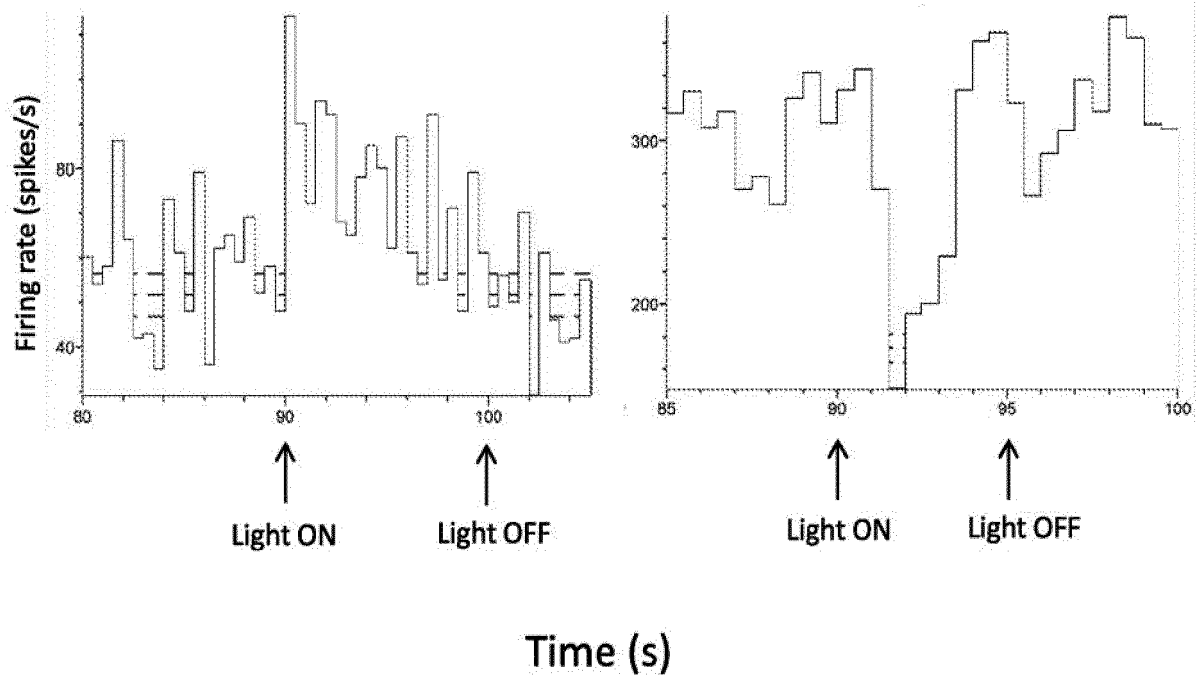 Firing rate (spikes/s)
80
40
80
90
100
300
200
85
90
95
100
Light ON
Light OFF
Light ON
Light OFF
Time (s)